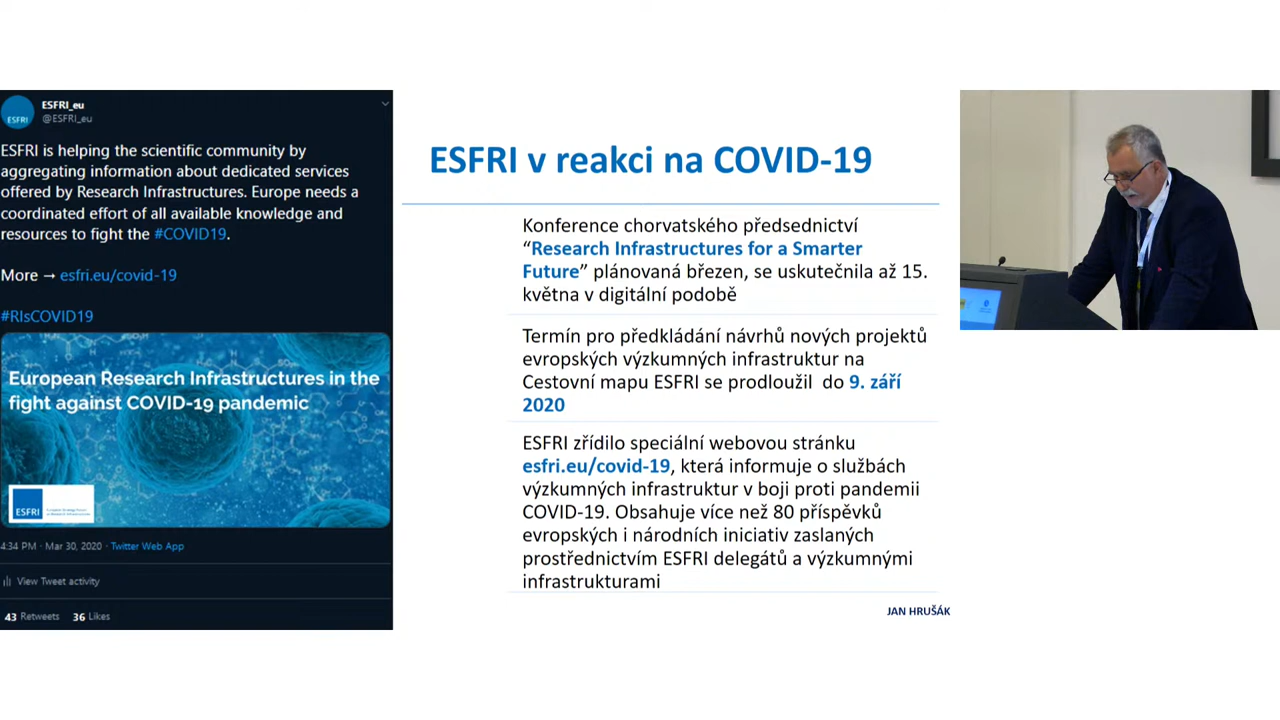 ESFRI
ESFRI_eu
@ESFRI_eu
ESFRI is helping the scientific community by
aggregating information about dedicated services
offered by Research Infrastructures. Europe needs a
coordinated effort of all available knowledge and
resources to fight the #COVID19.
More → esfri.eu/covid-19
#RIsCOVID19
European Research Infrastructures in the
fight against COVID-19 pandemic
ESFRI
4:34 PM · Mar 30, 2020 · Twitter Web App
View Tweet activity
43 Retweets 36 Likes
ESFRI v reakci na COVID-19
Konference chorvatského předsednictví
“Research Infrastructures for a Smarter
Future” plánovaná březen, se uskutečnila až 15.
května v digitální podobě
Termín pro předkládání návrhů nových projektů
evropských výzkumných infrastruktur na
Cestovní mapu ESFRI se prodloužil do 9. září
2020
ESFRI zřídilo speciální webovou stránku
esfri.eu/covid-19, která informuje o službách
výzkumných infrastruktur v boji proti pandemii
COVID-19. Obsahuje více než 80 příspěvků
evropských i národních iniciativ zaslaných
prostřednictvím ESFRI delegátů a výzkumnými
infrastrukturami
JAN HRUŠÁK